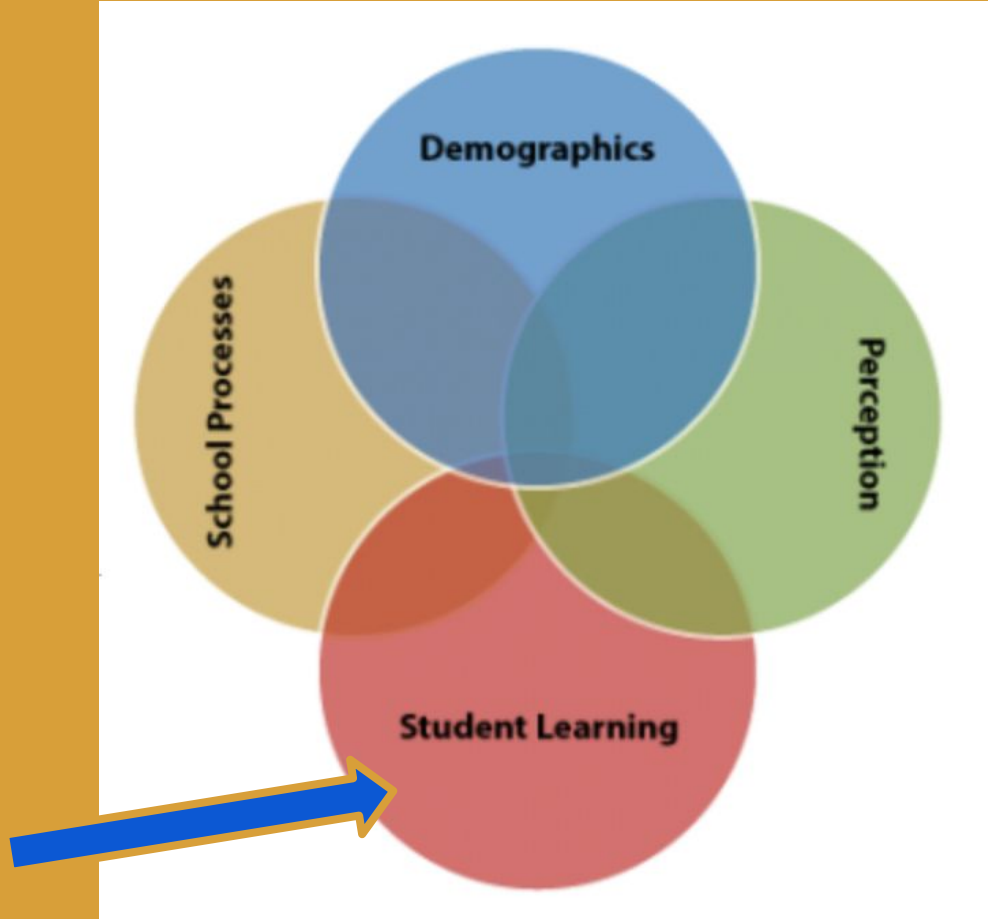 Demographics
School Processes
Perception
Student Learning